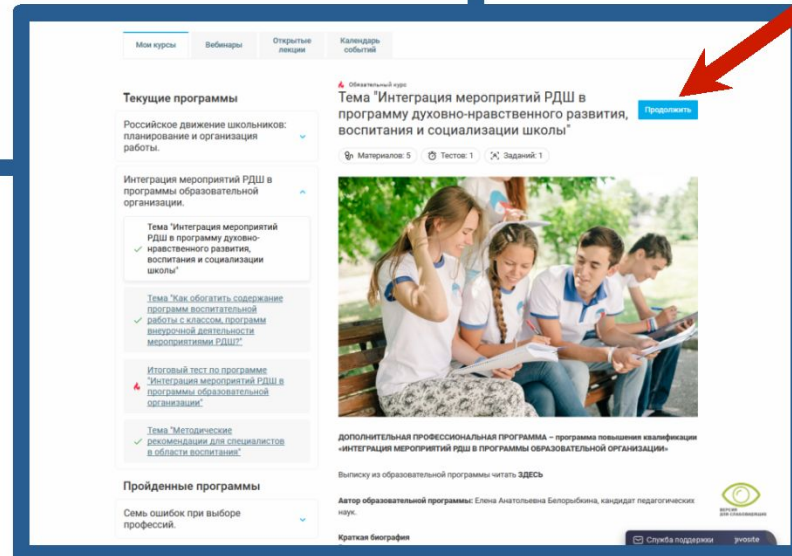 Мои курсы
Вебинары
Открытые
лекции
Календарь
событий
Текущие программы
Российское движение школьников:
планирование и организация
работы.
Интеграция мероприятий РДШ в
программы образовательной
организации.
Тема "Интеграция мероприятий
РДШ в программу духовно-
нравственного развития,
воспитания и социализации
школы"
Тема "Как обогатить содержание
программ воспитательной
работы с классом, программ
внеурочной деятельности
мероприятиями РДШ?"
Итоговый тест по программе
"Интеграция мероприятий РДШ в
программы образовательной
организации"
Тема "Методические
рекомендации для специалистов
в области воспитания"
Пройденные программы
Семь ошибок при выборе
профессий.
Обязательный курс
Тема "Интеграция мероприятий РДШ в
программу духовно-нравственного развития,
воспитания и социализации школы"
Продолжить
Материалов: 5
Тестов: 1
Заданий: 1
ДОПОЛНИТЕЛЬНАЯ ПРОФЕССИОНАЛЬНАЯ ПРОГРАММА – программа повышения квалификации
«ИНТЕГРАЦИЯ МЕРОПРИЯТИЙ РДШ В ПРОГРАММЫ ОБРАЗОВАТЕЛЬНОЙ ОРГАНИЗАЦИИ»
Выписку из образовательной программы читать ЗДЕСЬ
Автор образовательной программы: Елена Анатольевна Белорыбкина, кандидат педагогических
наук.
Краткая биография
ВЕРСИЯ
ДЛЯ СЛАБОВИДЯЩИХ
Служба поддержки
jivosite